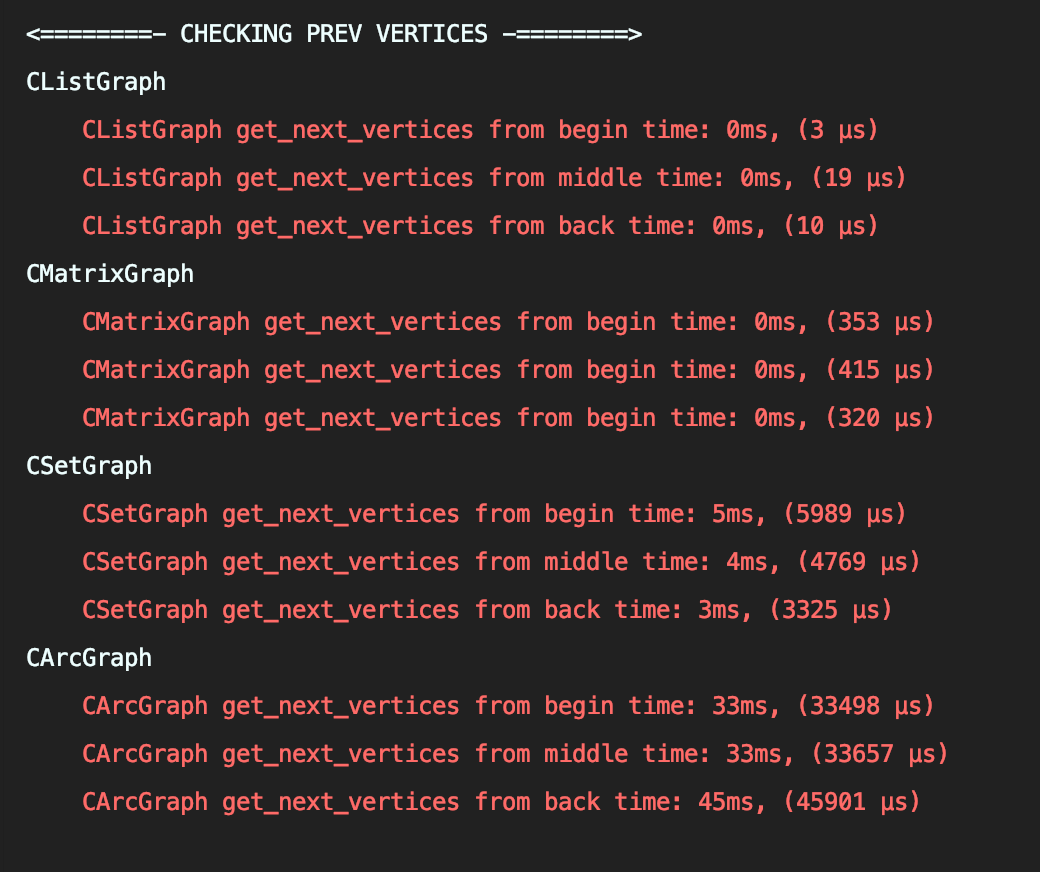 <========- CHECKING PREV VERTICES -========>
CListGraph
CListGraph get_next_vertices from begin time: 0ms, (3 µs)
CListGraph get_next_vertices from middle time: 0ms, (19 µs)
CListGraph get_next_vertices from back time: 0ms, (10 µs)
CMatrixGraph
CMatrixGraph get_next_vertices from begin time: 0ms, (353 µs)
CMatrixGraph get_next_vertices from begin time: 0ms, (415 µs)
CMatrixGraph get_next_vertices from begin time: 0ms, (320 µs)
CSetGraph
CSetGraph get_next_vertices from begin time: 5ms, (5989 µs)
CSetGraph get_next_vertices from middle time: 4ms, (4769 µs)
CSetGraph get_next_vertices from back time: 3ms, (3325 µs)
CArcGraph
CArcGraph get_next_vertices from begin time: 33ms, (33498 µs)
CArcGraph get_next_vertices from middle time: 33ms, (33657 µs)
CArcGraph get_next_vertices from back time: 45ms, (45901 µs)